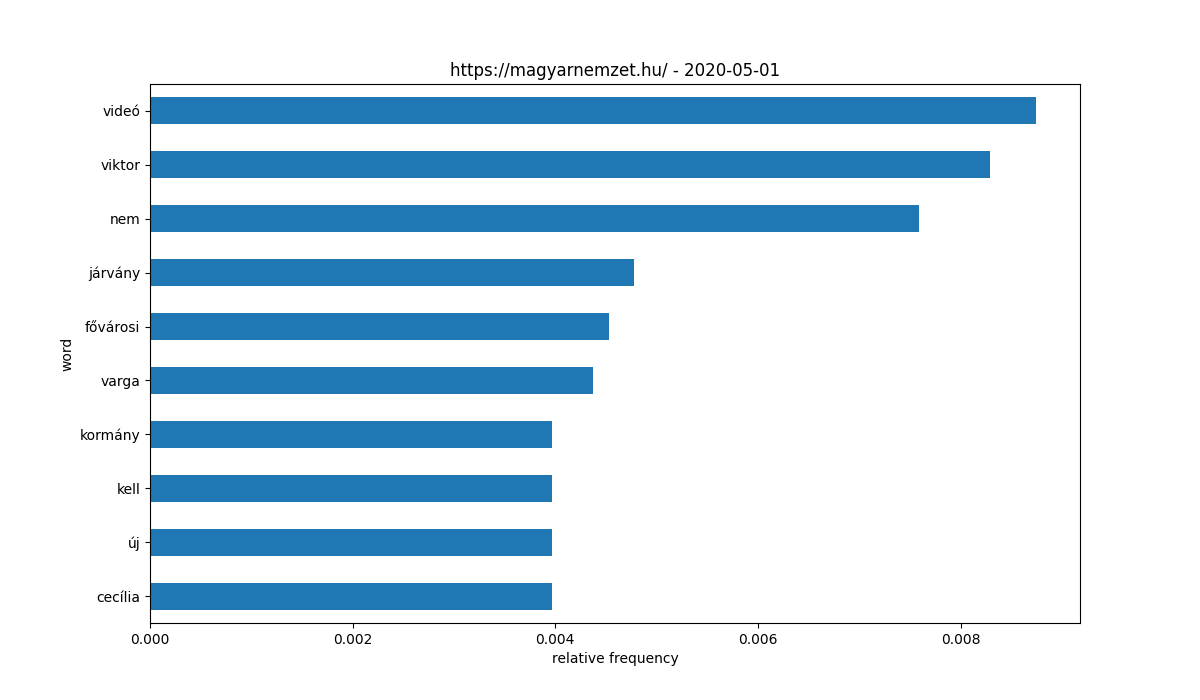 https://magyarnemzet.hu/ - 2020-05-01
videó
viktor
nem
járvány
fővárosi
varga
kormány
kell
új
cecília
word
0.000 0.002 0.004 0.006 0.008
relative frequency